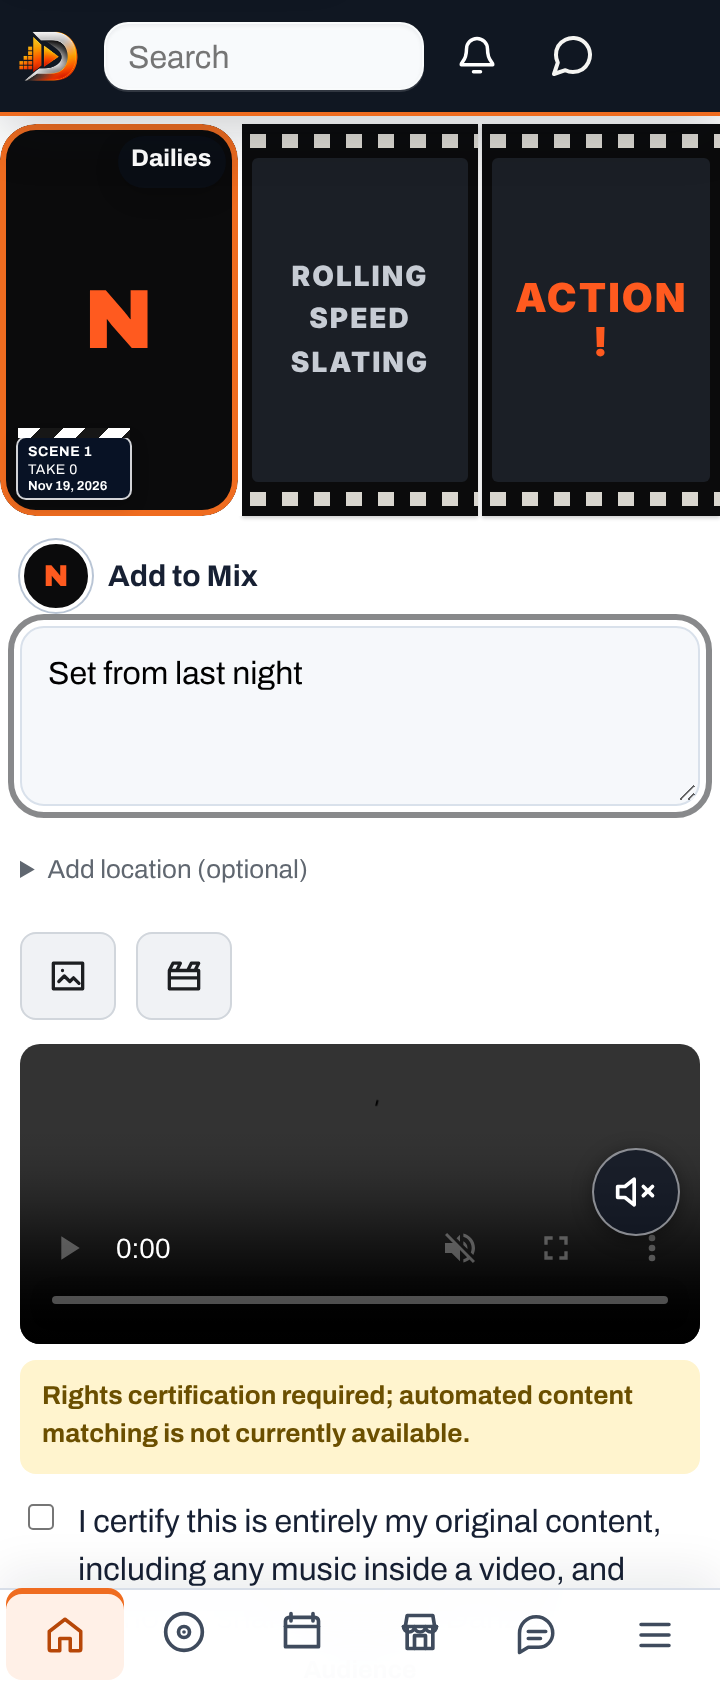 Search
Dailies
N
SCENE 1
TAKE 0
Nov 19, 2026
ROLLING
SPEED
SLATING
ACTION
!
N
Add to Mix
Set from last night
Add location (optional)
0:00
Rights certification required; automated content
matching is not currently available.
I certify this is entirely my original content,
including any music inside a video, and
Audience